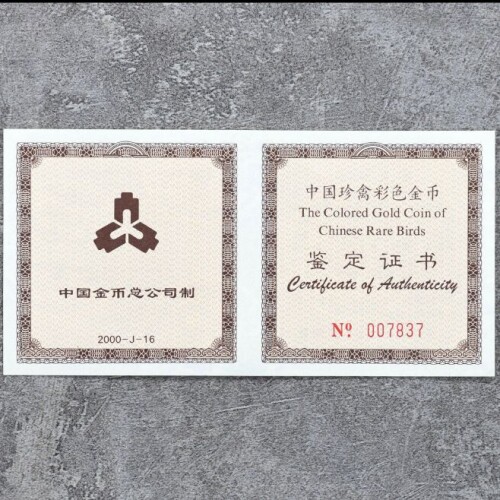 中国金币总公司制
2000-J-16
中国珍禽彩色金币
The Colored Gold Coin of
Chinese Rare Birds
鉴定证书
Certificate of Authenticity
Nº 007837